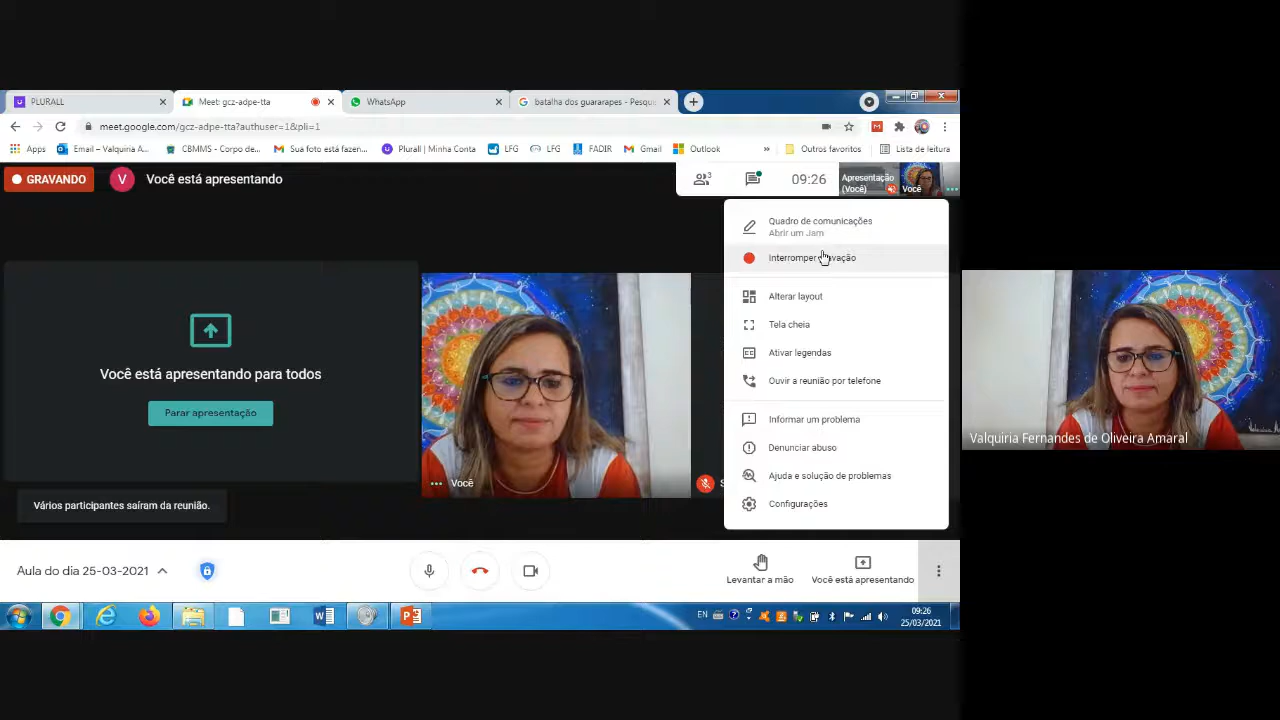 PLURALL
Meet: gcz-adpe-tta
WhatsApp
batalha dos guararapes - Pesqui
meet.google.com/gcz-adpe-tta?authuser=1&pli=1
Apps
Email – Valquiria A...
CBMMS - Corpo de...
Sua foto está fazen...
Plurall | Minha Conta
LFG
LFG
FADIR
Gmail
Outlook
»
Outros favoritos
Lista de leitura
GRAVANDO
V
Você está apresentando
3
09:26
Apresentação
(Você)
Você
Quadro de comunicações
Abrir um Jam
Interromper
Alterar layout
Tela cheia
Ativar legendas
Ouvir a reunião por telefone
Informar um problema
Denunciar abuso
Ajuda e solução de problemas
Configurações
Você está apresentando para todos
Parar apresentação
Você
S
Valquiria Fernandes de Oliveira Amaral
Vários participantes saíram da reunião.
Aula do dia 25-03-2021
Levantar a mão
Você está apresentando
EN
09:26
25/03/2021